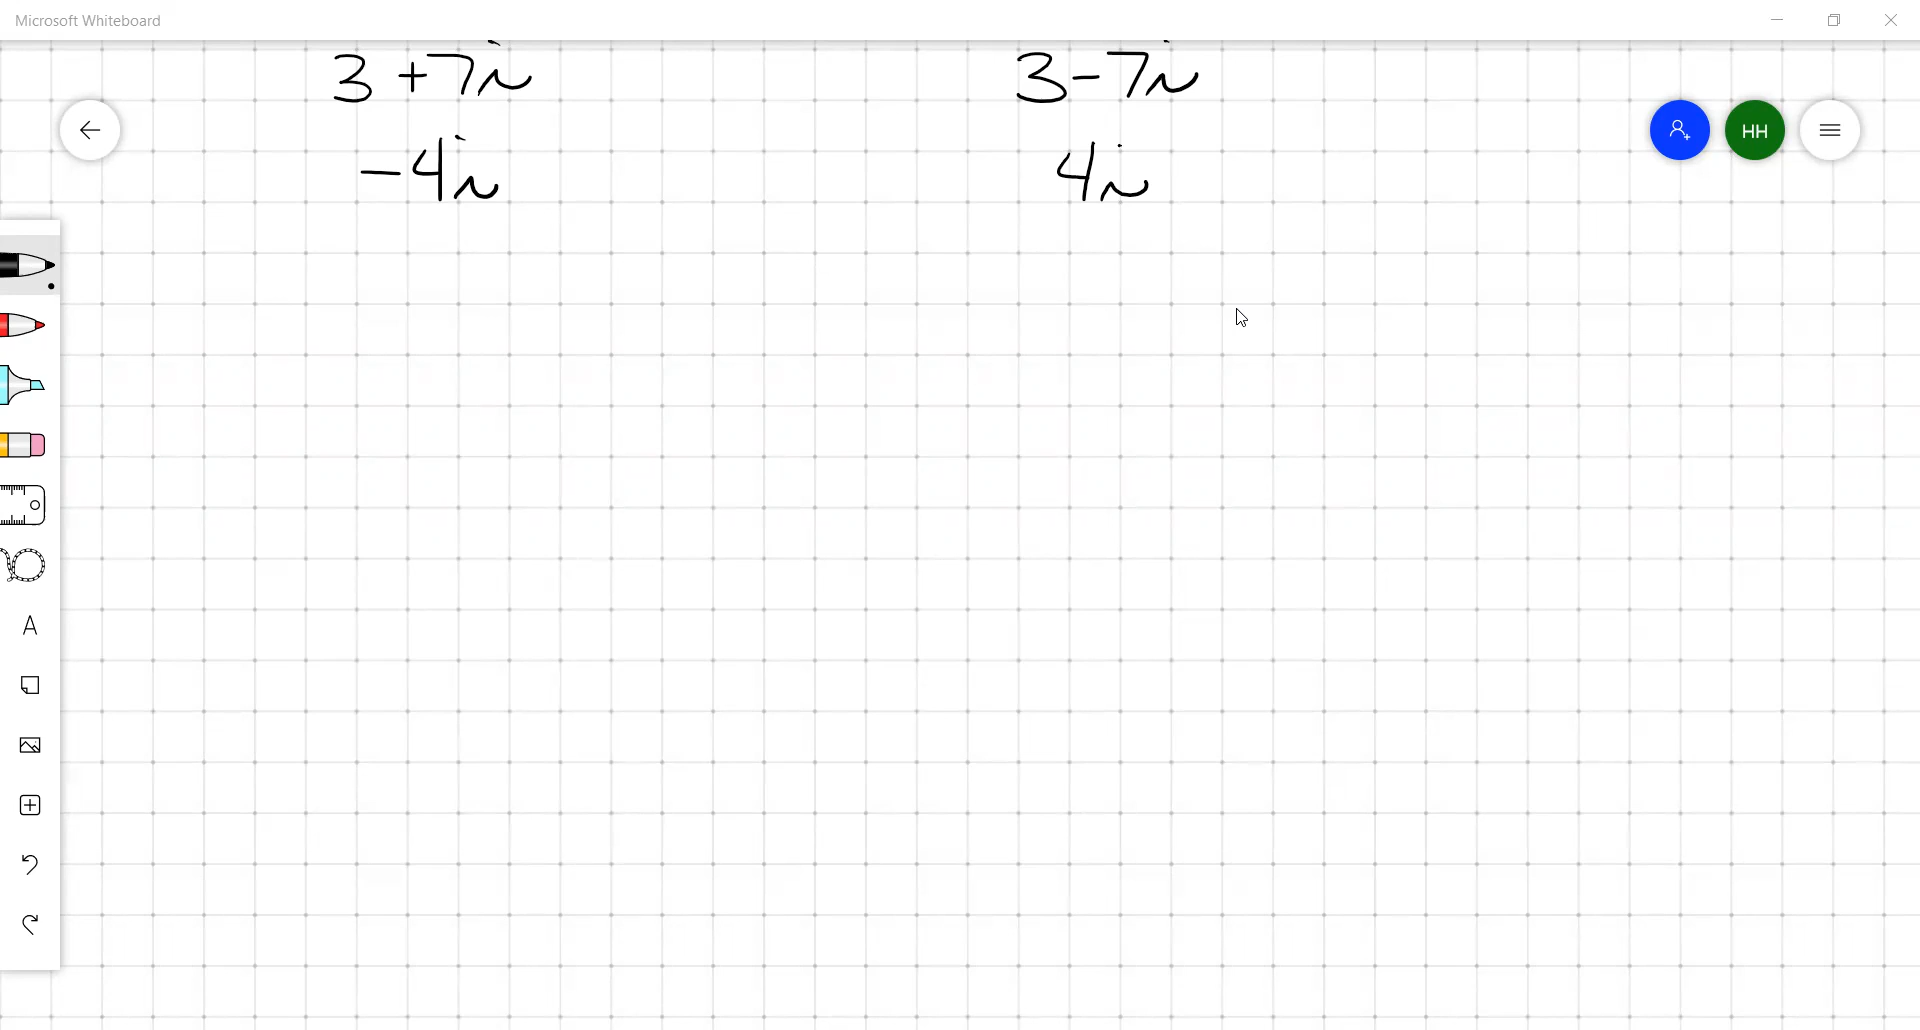 Microsoft Whiteboard
3 + 7i 3 - 7i
HH
-4i 4i
A